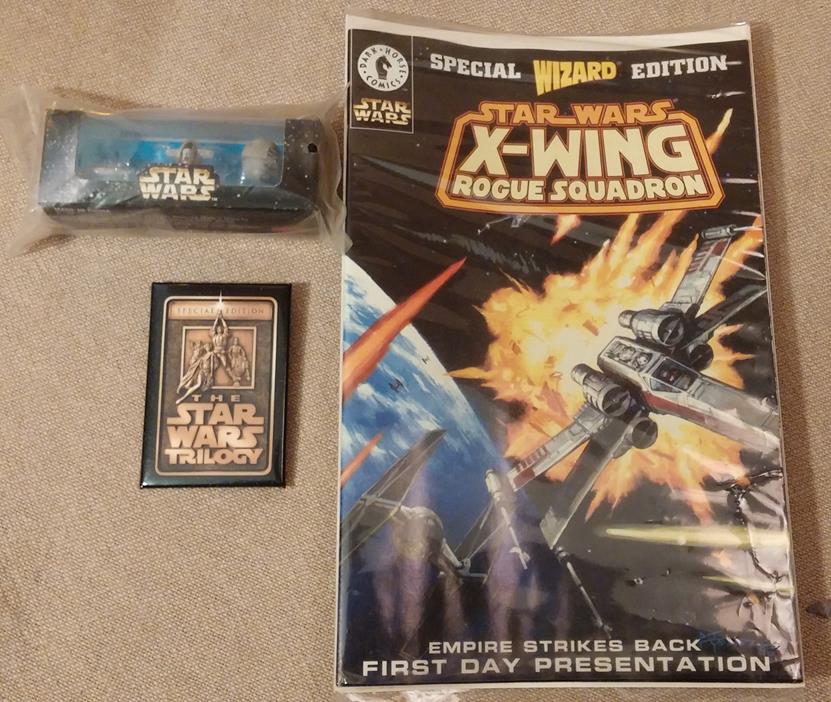 DARK HORSE COMICS
SPECIAL WIZARD EDITION
STAR WARS
STAR WARS
X-WING
ROGUE SQUADRON
EMPIRE STRIKES BACK
FIRST DAY PRESENTATION
STAR
WARS™
SPECIAL EDITION
THE
STAR
WARS
TRILOGY